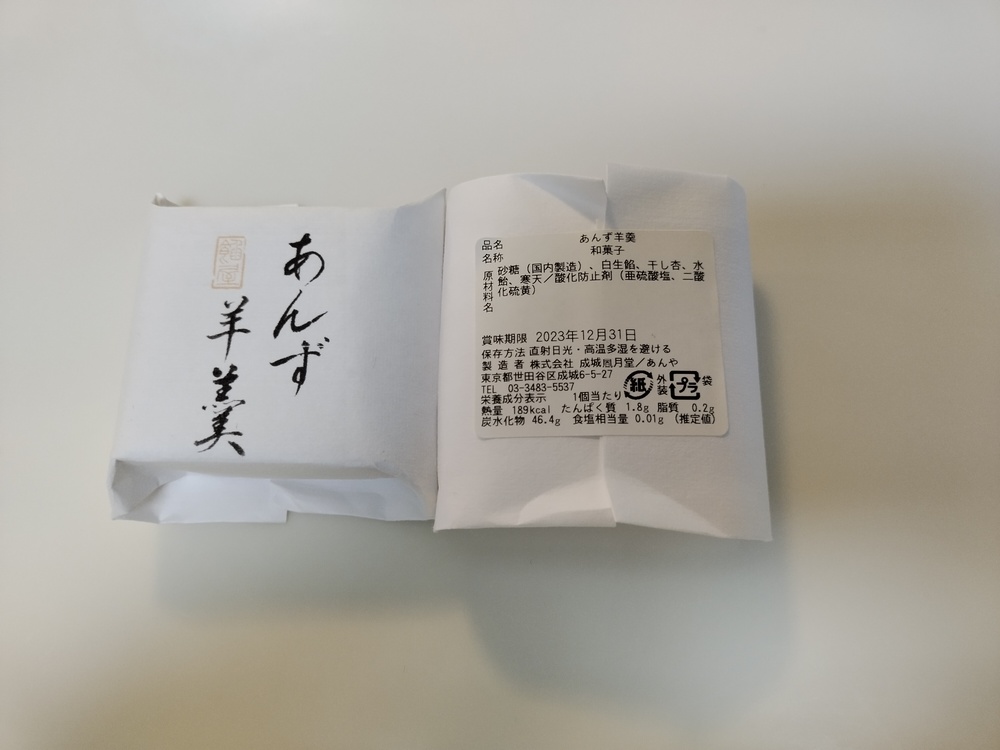 あんず
羊羹
餡屋
品名 あんず羊羹
名称 和菓子
原材料名 砂糖（国内製造）、白生餡、干し杏、水
飴、寒天／酸化防止剤（亜硫酸塩、二酸
化硫黄）
賞味期限 2023年12月31日
保存方法 直射日光・高温多湿を避ける
製造者 株式会社 成城凮月堂／あんや
東京都世田谷区成城6-5-27
TEL 03-3483-5537
紙 外装 プラ 袋
栄養成分表示 1個当たり
熱量 189kcal たんぱく質 1.8g 脂質 0.2g
炭水化物 46.4g 食塩相当量 0.01g （推定値）